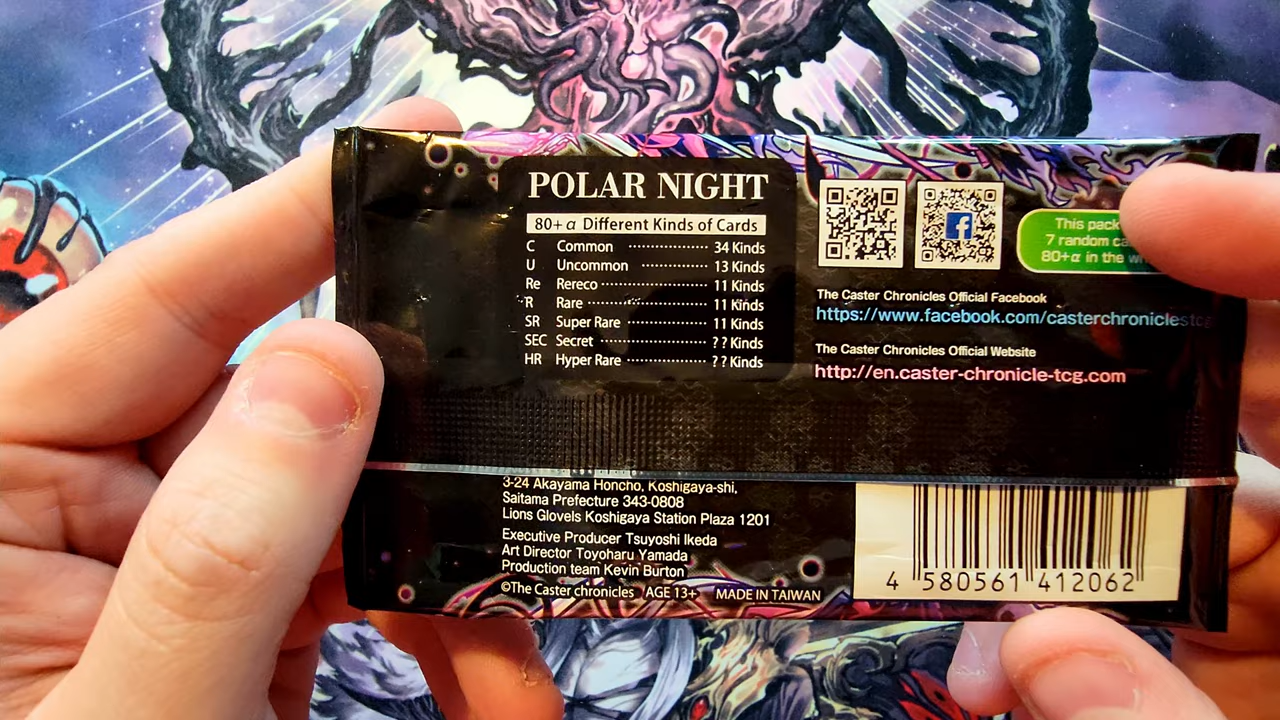 POLAR NIGHT
80+α Different Kinds of Cards
C Common 34 Kinds
U Uncommon 13 Kinds
Re Rereco 11 Kinds
R Rare 11 Kinds
SR Super Rare 11 Kinds
SEC Secret ?? Kinds
HR Hyper Rare ?? Kinds
f
This pack
7 random
80+α in the
The Caster Chronicles Official Facebook
https://www.facebook.com/casterchroniclestcg
The Caster Chronicles Official Website
http://en.caster-chronicle-tcg.com
3-24 Akayama Honcho, Koshigaya-shi,
Saitama Prefecture 343-0808
Lions Glovels Koshigaya Station Plaza 1201
Executive Producer Tsuyoshi Ikeda
Art Director Toyoharu Yamada
Production team Kevin Burton
©The Caster chronicles AGE 13+ MADE IN TAIWAN
4 580561 412062